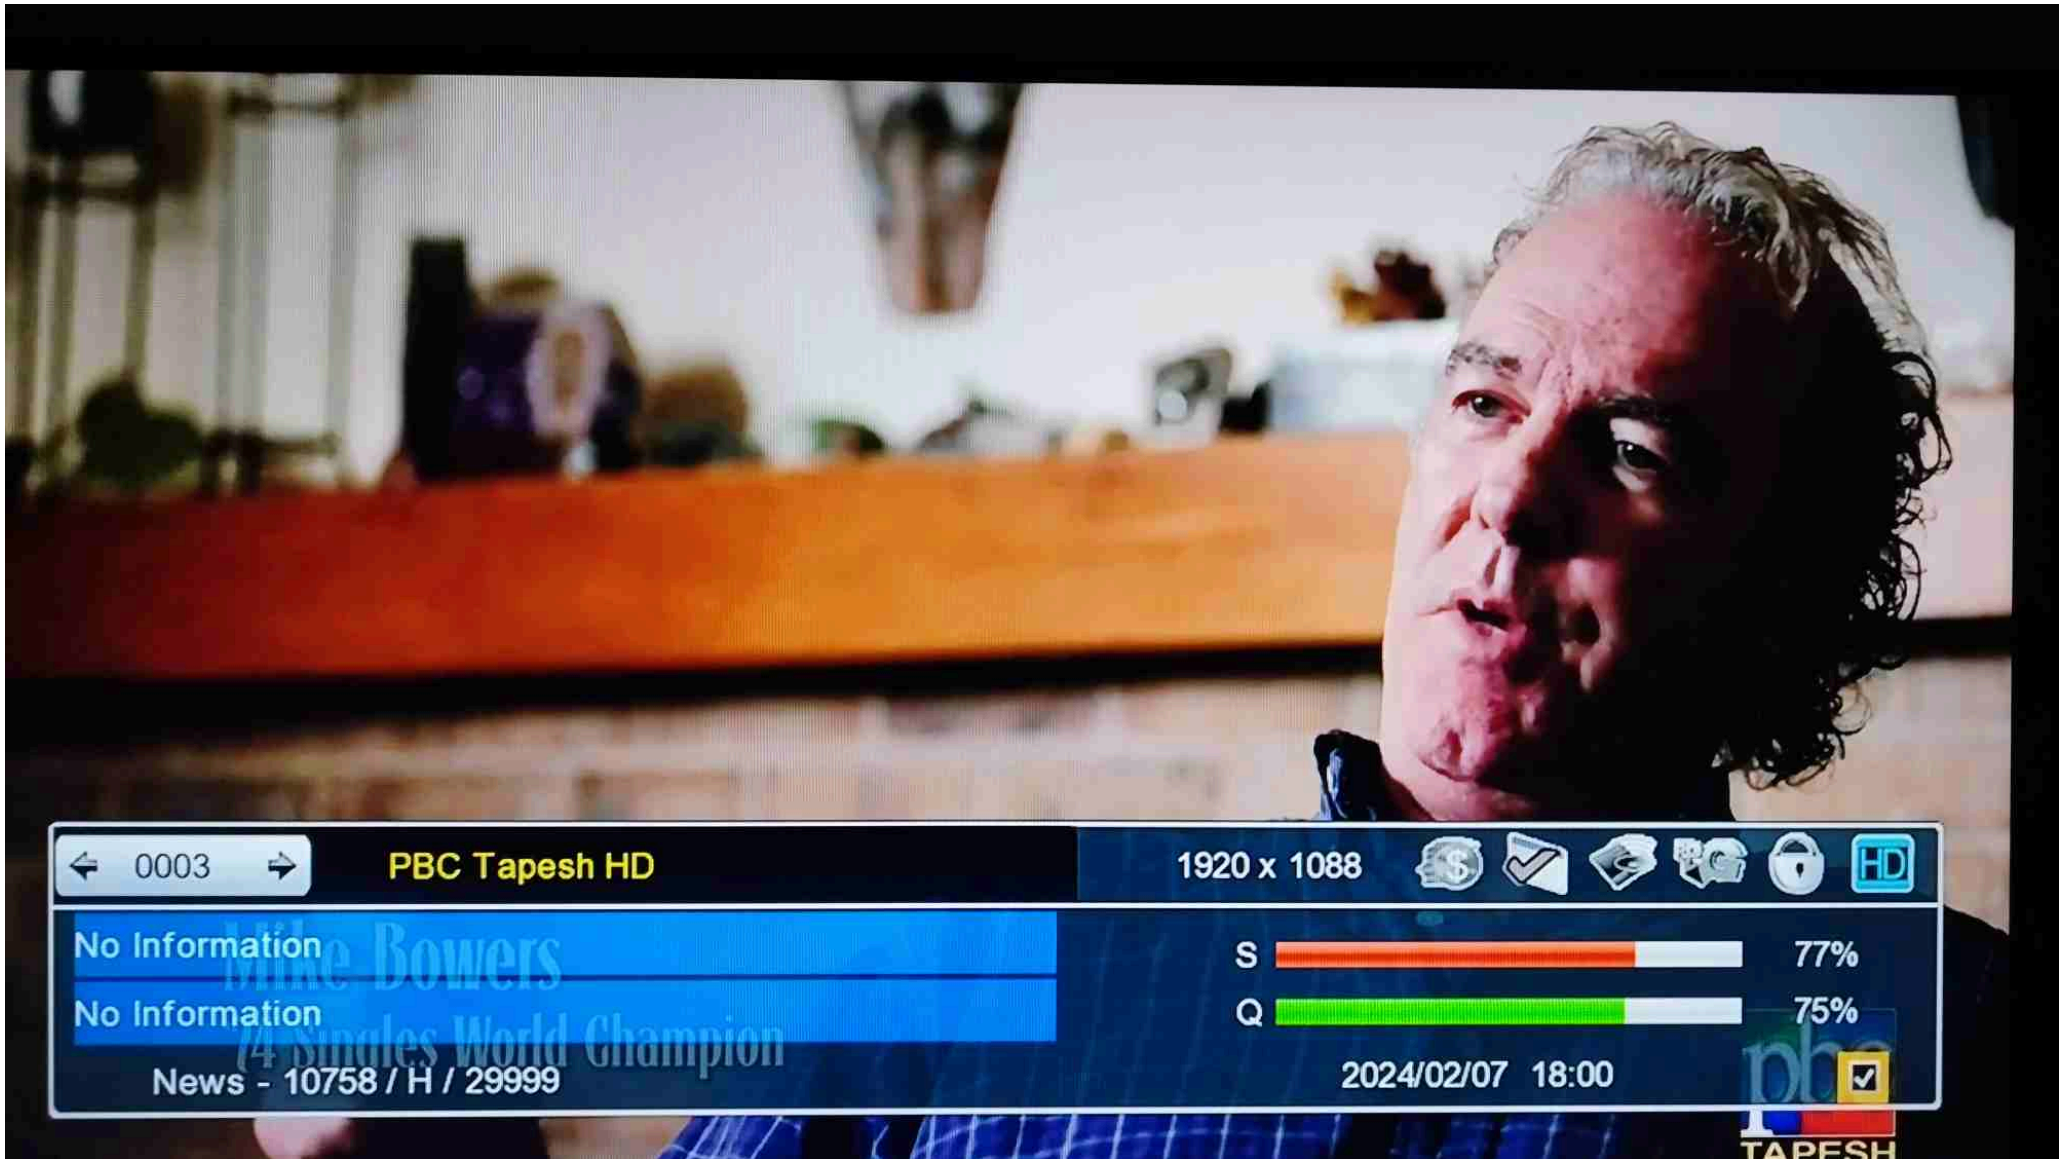 0003 PBC Tapesh HD 1920 x 1088 $ HD
No Information
Mike Bowers
S 77%
No Information
Q 75%
74 Singles World Champion
News - 10758 / H / 29999
2024/02/07 18:00
pbc
TAPESH